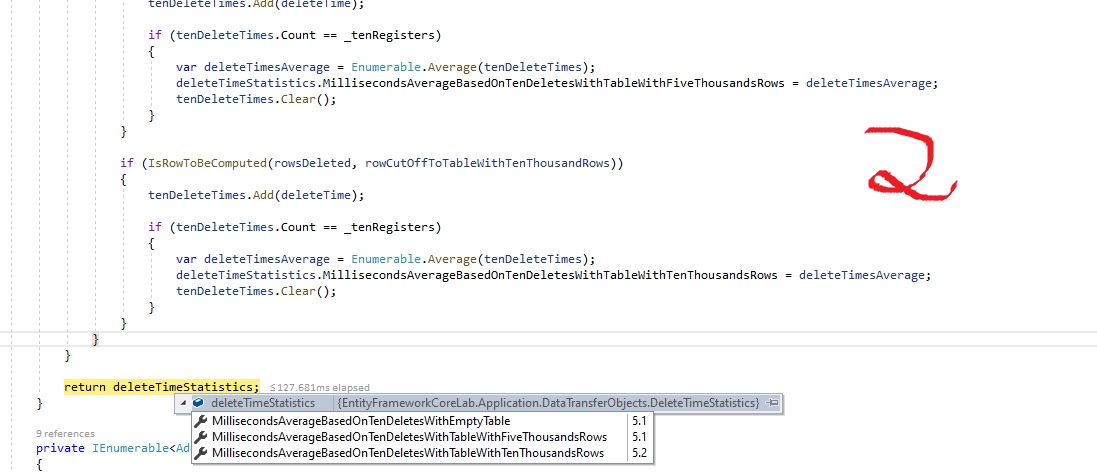 tenDeleteTimes.Add(deleteTime);
if (tenDeleteTimes.Count == _tenRegisters)
{
var deleteTimesAverage = Enumerable.Average(tenDeleteTimes);
deleteTimeStatistics.MillisecondsAverageBasedOnTenDeletesWithTableWithFiveThousandsRows = deleteTimesAverage;
tenDeleteTimes.Clear();
}
}
if (IsRowToBeComputed(rowsDeleted, rowCutOffToTableWithTenThousandRows))
{
tenDeleteTimes.Add(deleteTime);
if (tenDeleteTimes.Count == _tenRegisters)
{
var deleteTimesAverage = Enumerable.Average(tenDeleteTimes);
deleteTimeStatistics.MillisecondsAverageBasedOnTenDeletesWithTableWithTenThousandsRows = deleteTimesAverage;
tenDeleteTimes.Clear();
}
}
}
}
2
return deleteTimeStatistics; ≤127.681ms elapsed
}
deleteTimeStatistics {EntityFrameworkCoreLab.Application.DataTransferObjects.DeleteTimeStatistics}
MillisecondsAverageBasedOnTenDeletesWithEmptyTable 5.1
MillisecondsAverageBasedOnTenDeletesWithTableWithFiveThousandsRows 5.1
MillisecondsAverageBasedOnTenDeletesWithTableWithTenThousandsRows 5.2
9 references
private IEnumerable<Ad
{